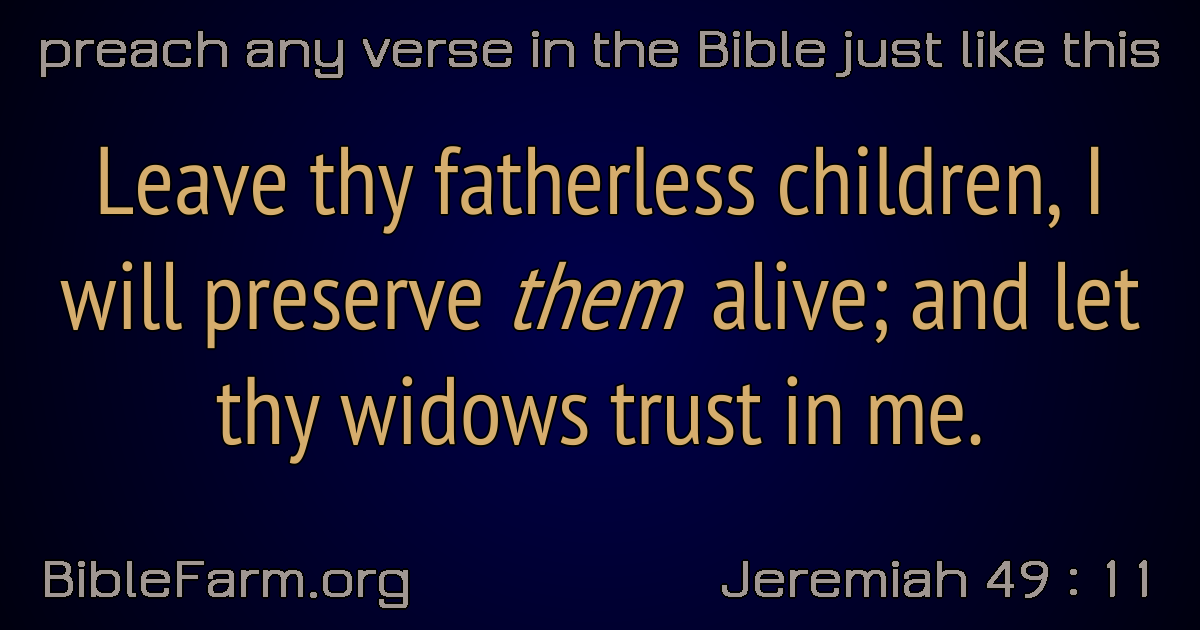 preach any verse in the Bible just like this
Leave thy fatherless children, I
will preserve them alive; and let
thy widows trust in me.
BibleFarm.org
Jeremiah 49 : 11